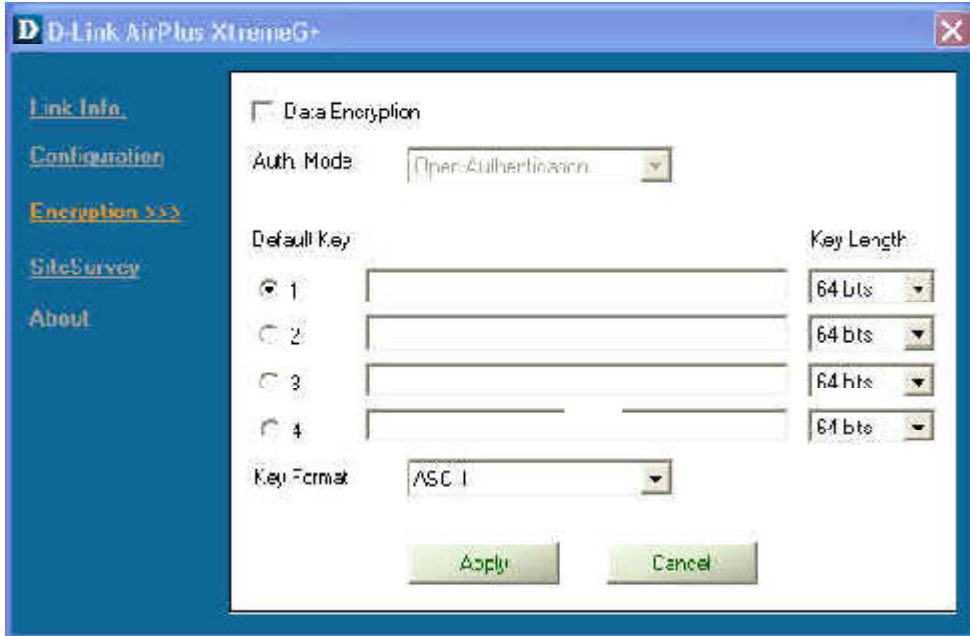 D D-Link AirPlus XtremeG+
Link Info.
Configuration
Encryption >>>
SiteSurvey
About
Data Encryption
Auth. Mode
Open Authentication
Default Key
Key Length
1
64 bits
2
64 bits
3
64 bits
4
64 bits
Key Format
ASCII
Apply
Cancel